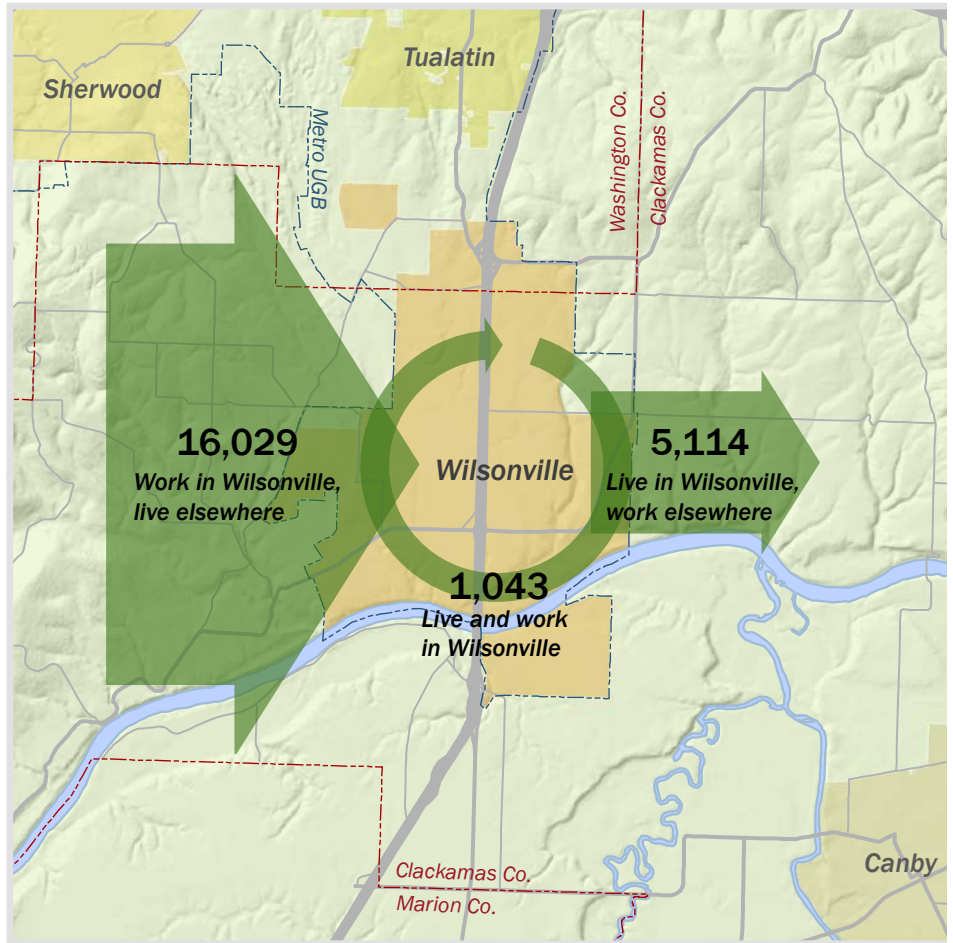 Tualatin
Sherwood
Metro UGB
Washington Co.
Clackamas Co.
16,029
Work in Wilsonville,
live elsewhere
Wilsonville
5,114
Live in Wilsonville,
work elsewhere
1,043
Live and work
in Wilsonville
Canby
Clackamas Co.
Marion Co.